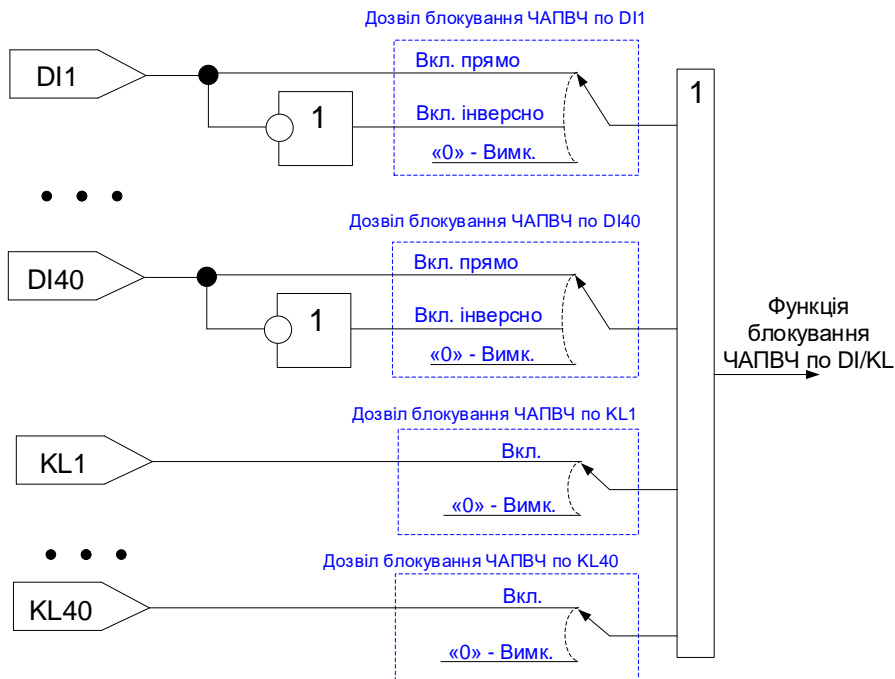 Дозвіл блокування ЧАПВЧ по DI1
DI1
Вкл. прямо
1
Вкл. інверсно
«0» - Вимк.
1
Дозвіл блокування ЧАПВЧ по DI40
DI40
Вкл. прямо
1
Вкл. інверсно
«0» - Вимк.
Функція
блокування
ЧАПВЧ по DI/KL
Дозвіл блокування ЧАПВЧ по KL1
KL1
Вкл.
«0» - Вимк.
Дозвіл блокування ЧАПВЧ по KL40
KL40
Вкл.
«0» - Вимк.